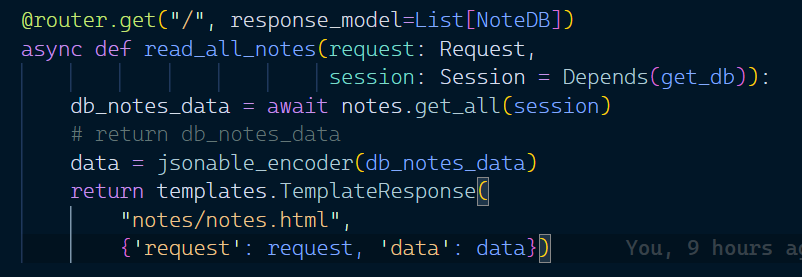 @router.get("/", response_model=List[NoteDB])
async def read_all_notes(request: Request,
                         session: Session = Depends(get_db)):
    db_notes_data = await notes.get_all(session)
    # return db_notes_data
    data = jsonable_encoder(db_notes_data)
    return templates.TemplateResponse(
        "notes/notes.html",
        {'request': request, 'data': data})      You, 9 hours ag